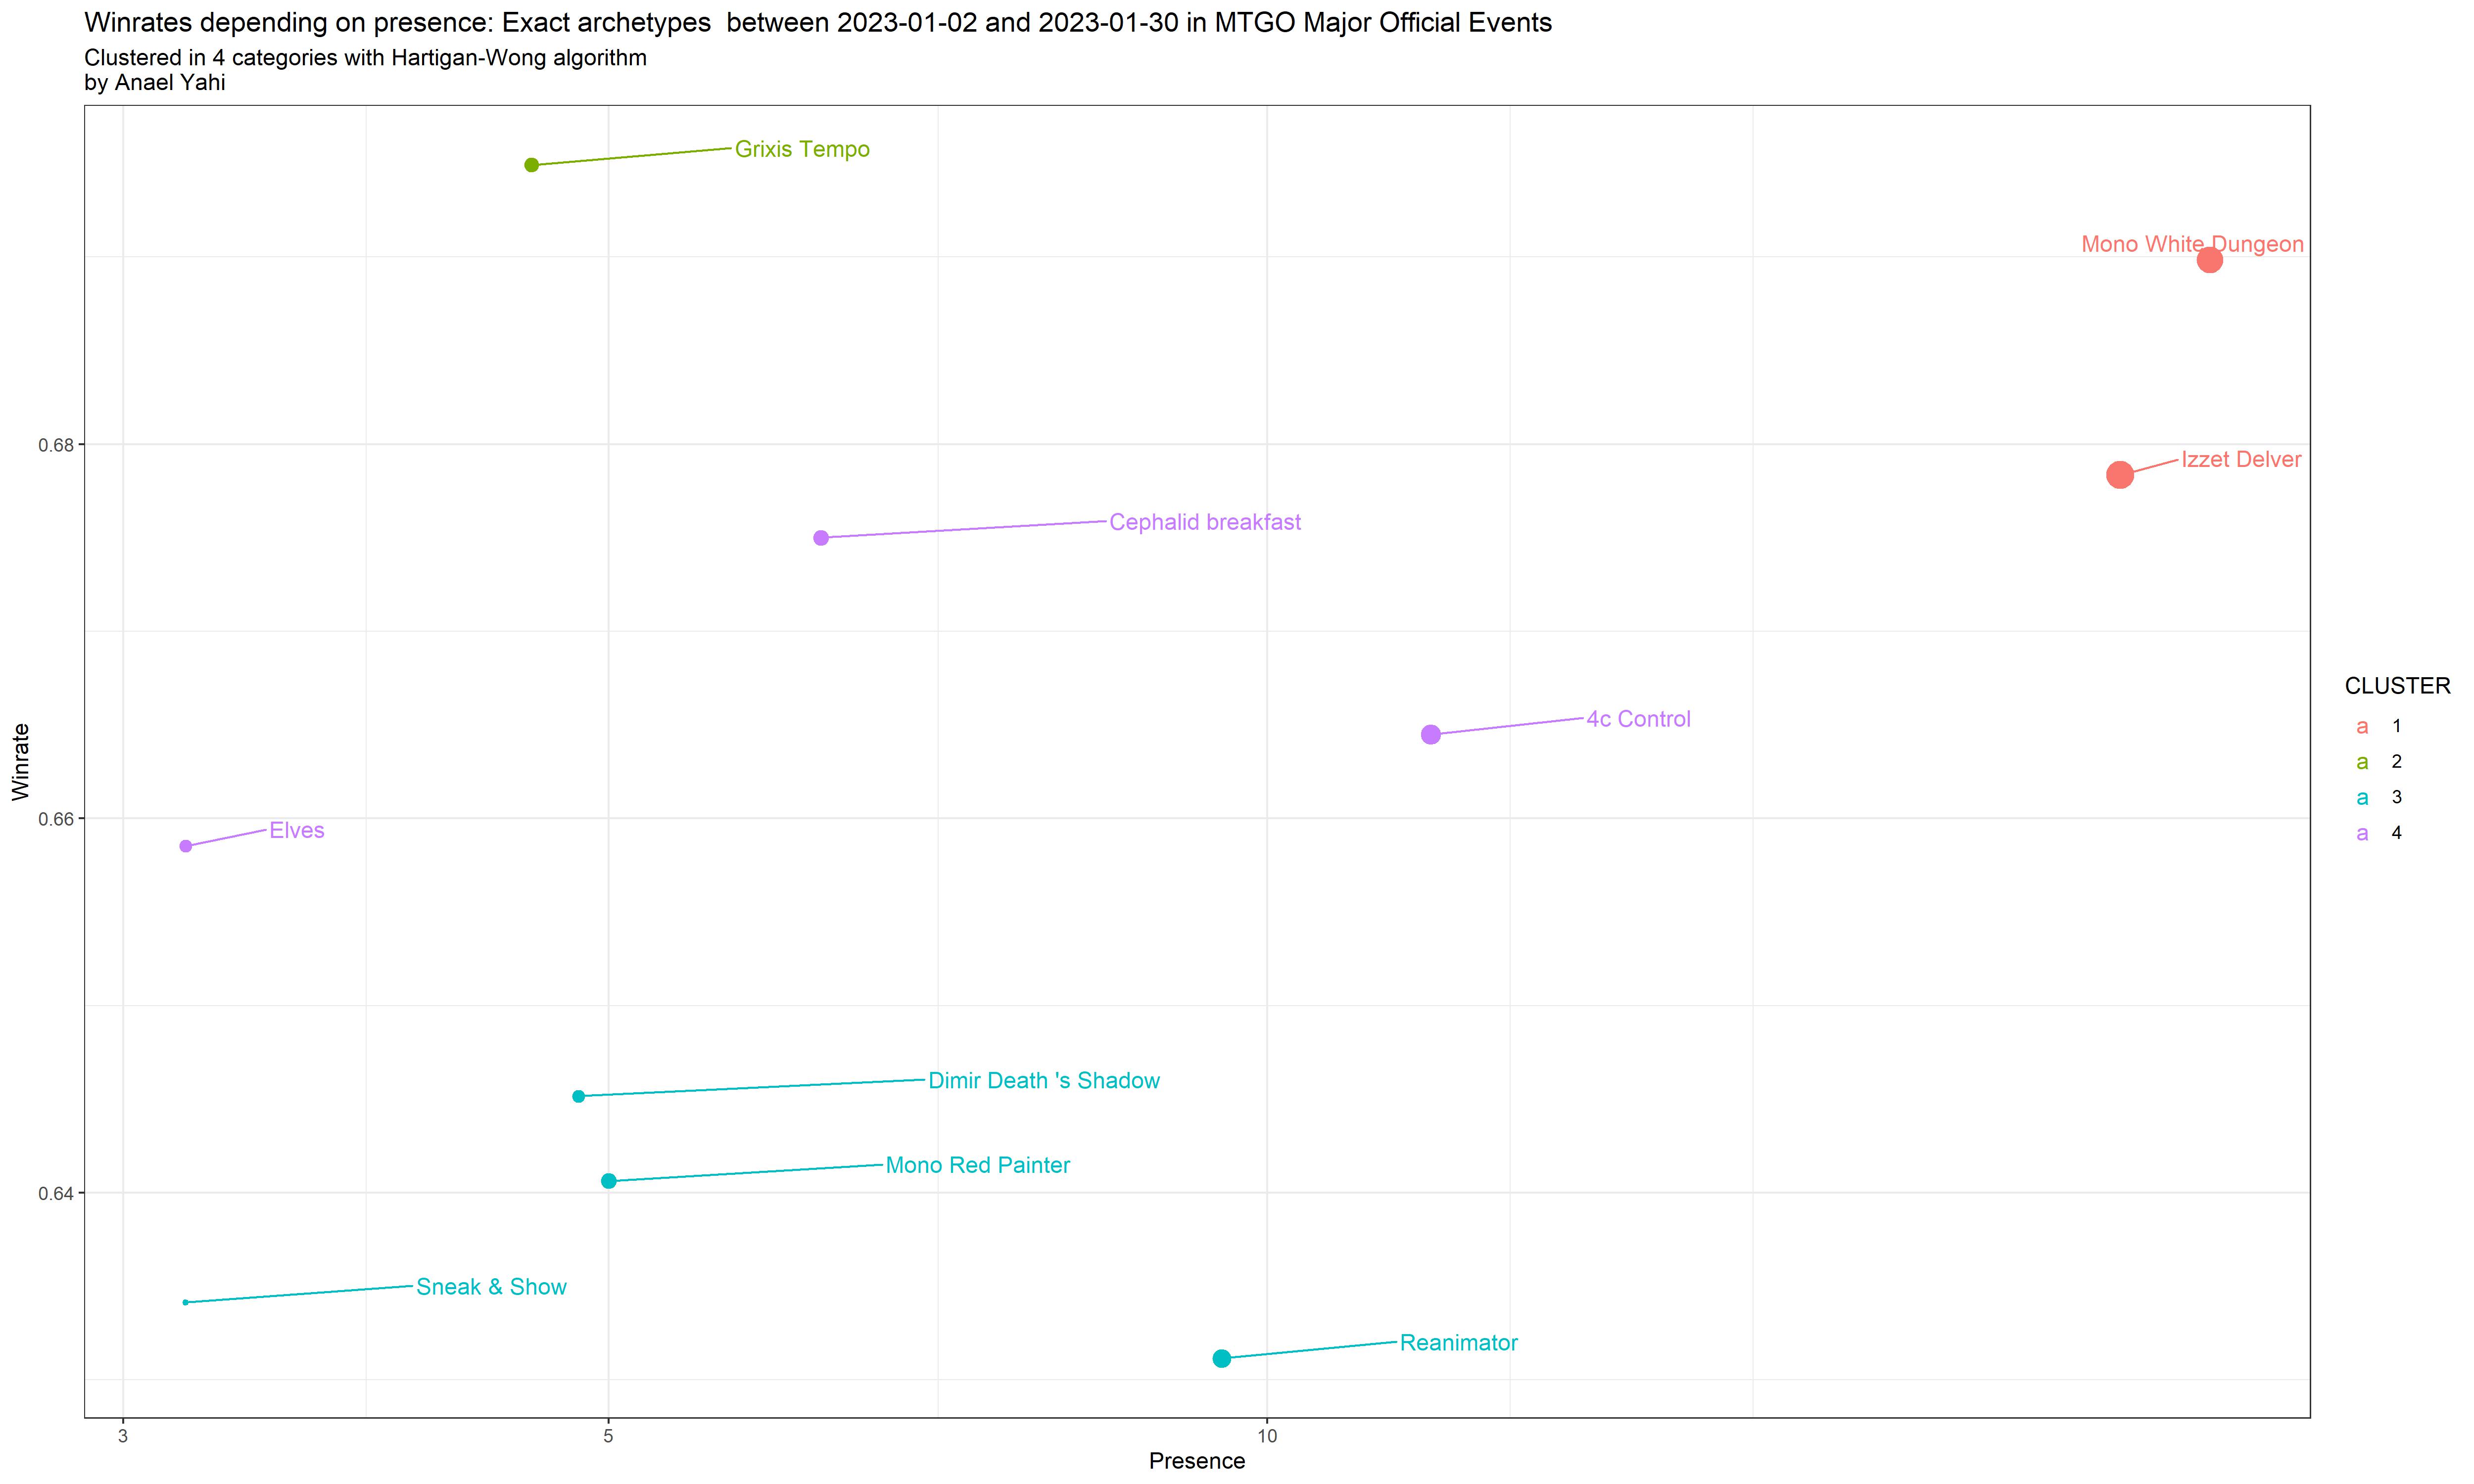 Winrates depending on presence: Exact archetypes  between 2023-01-02 and 2023-01-30 in MTGO Major Official Events
Clustered in 4 categories with Hartigan-Wong algorithm
by Anael Yahi
Grixis Tempo
Mono White Dungeon
0.68
Izzet Delver
Cephalid breakfast
CLUSTER
a 1
a 2
a 3
a 4
4c Control
Winrate
0.66
Elves
Dimir Death 's Shadow
Mono Red Painter
0.64
Sneak & Show
Reanimator
3 5 10
Presence